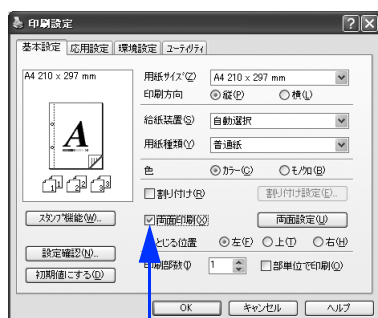 印刷設定
基本設定 応用設定 環境設定 ユーティリティ
A4 210 × 297 mm
用紙サイズ(Z) A4 210 × 297 mm
印刷方向 縦(P) 横(L)
給紙装置(S) 自動選択
用紙種類(Y) 普通紙
色 カラー(C) モノクロ(B)
割り付け(R) 割り付け設定(E)...
スタンプ機能(W)... 両面印刷(X) 両面設定(U)
とじる位置 左(F) 上(T) 右(H)
設定確認(N)...
印刷部数(I) 1 部単位で印刷(O)
初期値にする(D)
OK キャンセル ヘルプ